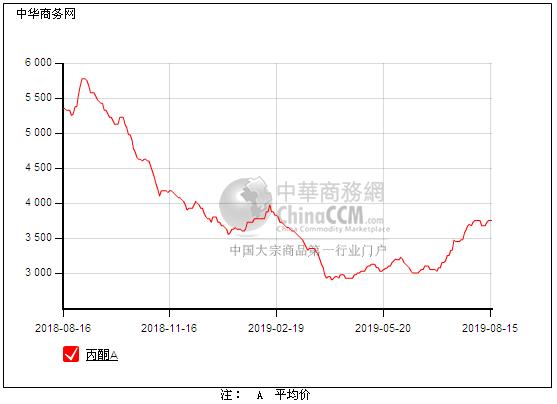 中华商务网
6 000
5 500
5 000
4 500
4 000
3 500
3 000
中華商務網
ChinaCCM.com
China Commodity Marketplace
中国大宗商品第一行业门户
2018-08-16 2018-11-16 2019-02-19 2019-05-20 2019-08-15
丙酮A
注： A 平均价